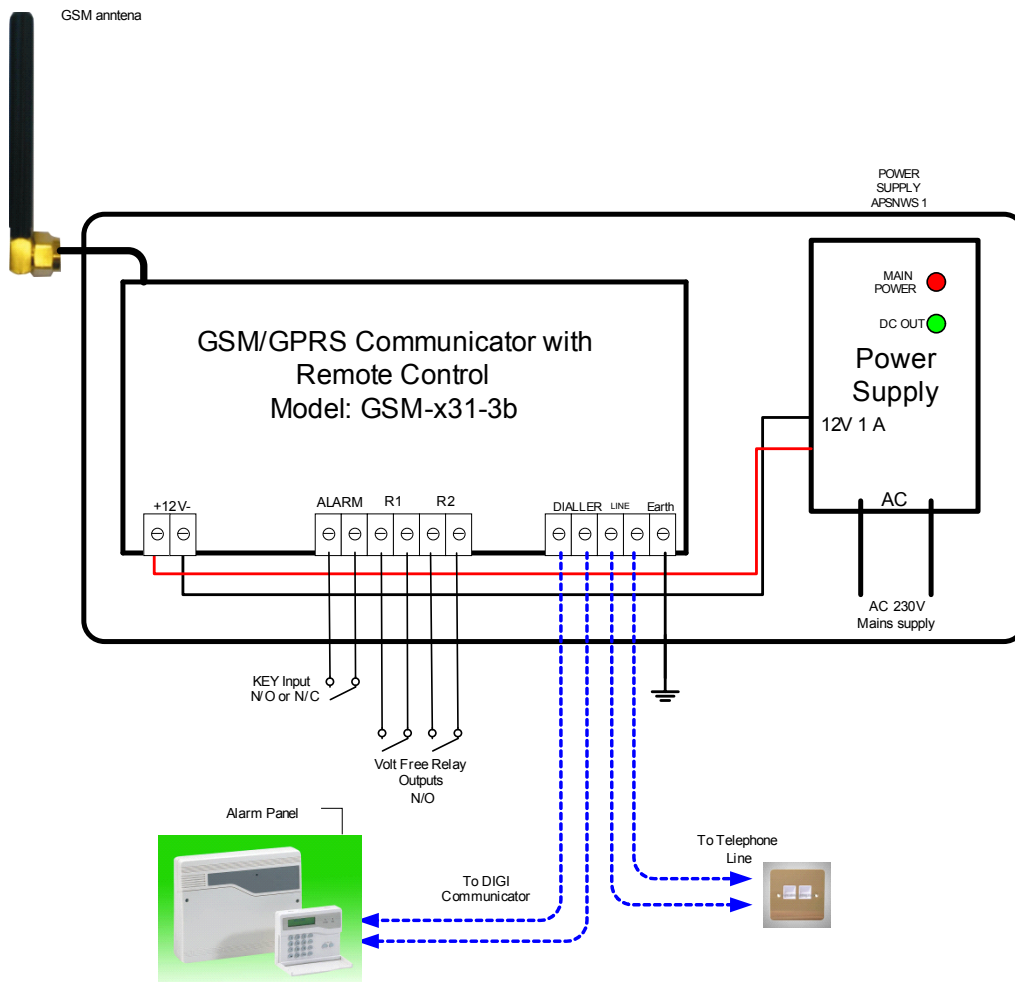 GSM anntena
POWER
SUPPLY
APSNWS 1
MAIN
POWER
DC OUT
Power
Supply
12V 1 A
AC
AC 230V
Mains supply
GSM/GPRS Communicator with
Remote Control
Model: GSM-x31-3b
+12V-
ALARM
R1
R2
DIALLER
LINE
Earth
KEY Input
N/O or N/C
Volt Free Relay
Outputs
N/O
Alarm Panel
To DIGI
Communicator
To Telephone
Line